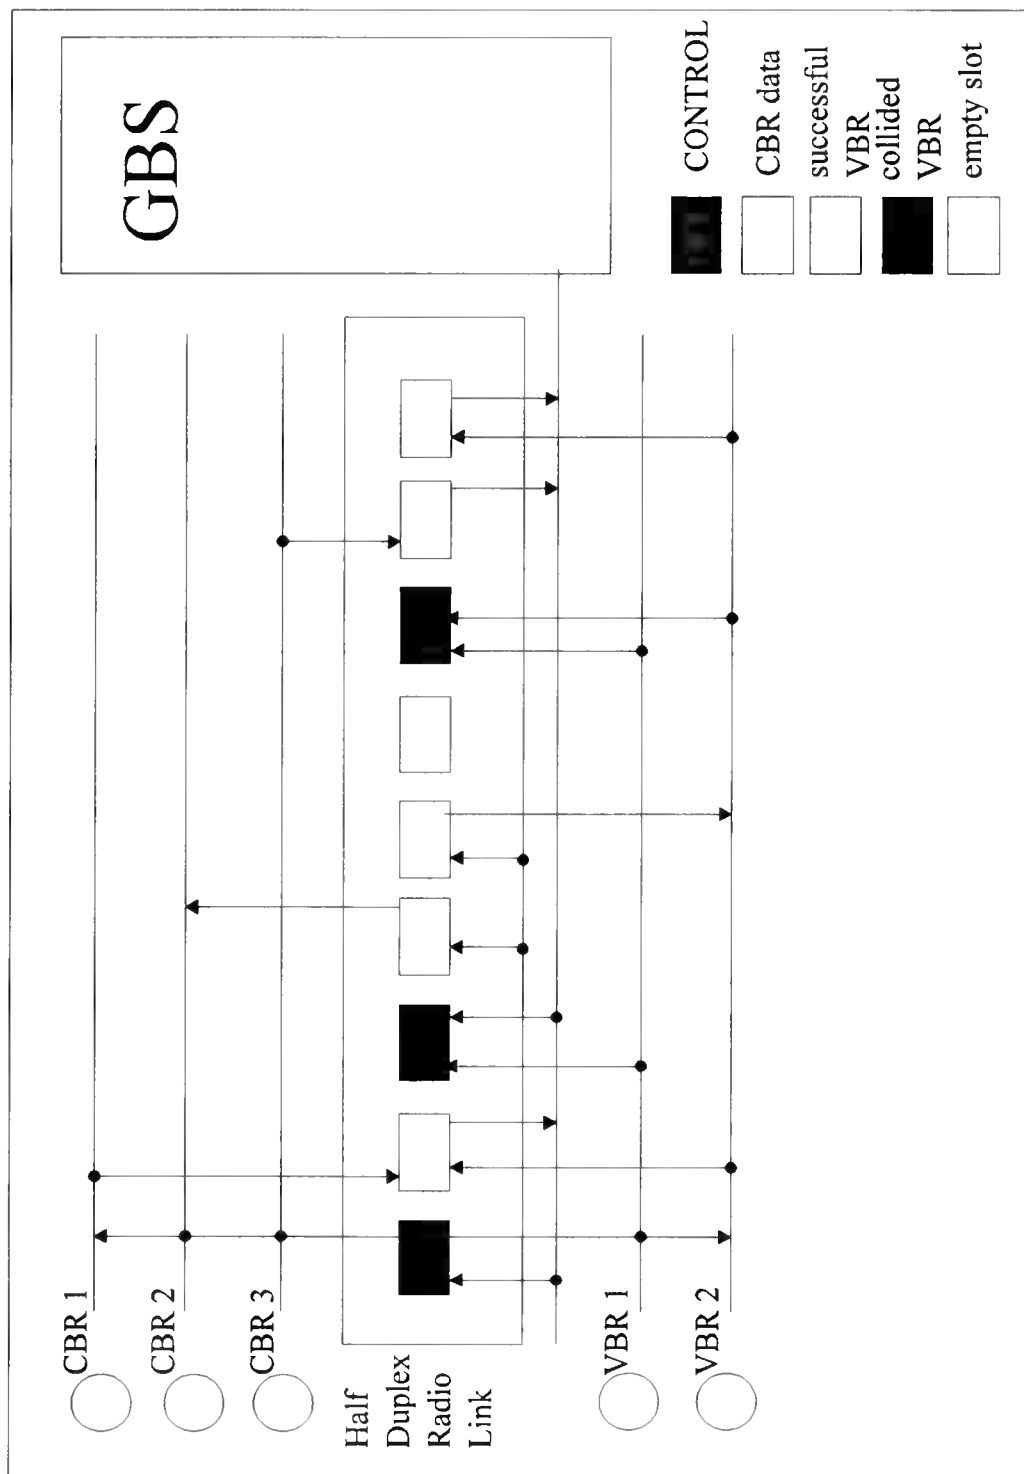 GBS
CBR 1
CBR 2
CBR 3
Half
Duplex
Radio
Link
VBR 1
VBR 2
CONTROL
CBR data
successful
VBR
collided
VBR
empty slot